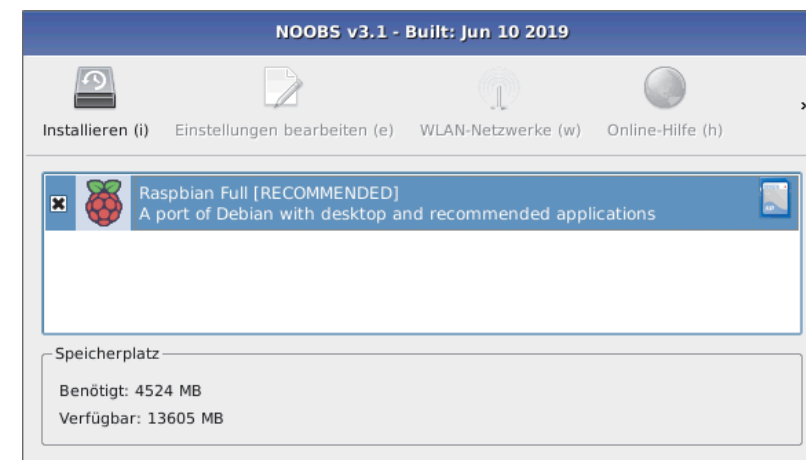 NOOBS v3.1 - Built: Jun 10 2019
Installieren (i) Einstellungen bearbeiten (e) WLAN-Netzwerke (w) Online-Hilfe (h)
Raspbian Full [RECOMMENDED]
A port of Debian with desktop and recommended applications
Speicherplatz
Benötigt: 4524 MB
Verfügbar: 13605 MB